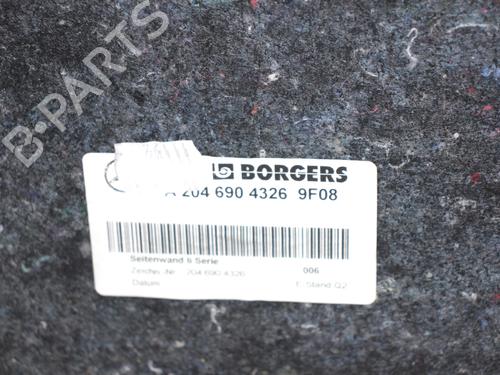 B-PARTS
BORGERS
A 204 690 4326 9F08
Seitenwand li Serie
006
Zeichn.-Nr. 204 690 4326
Datum
E.Stand Q2